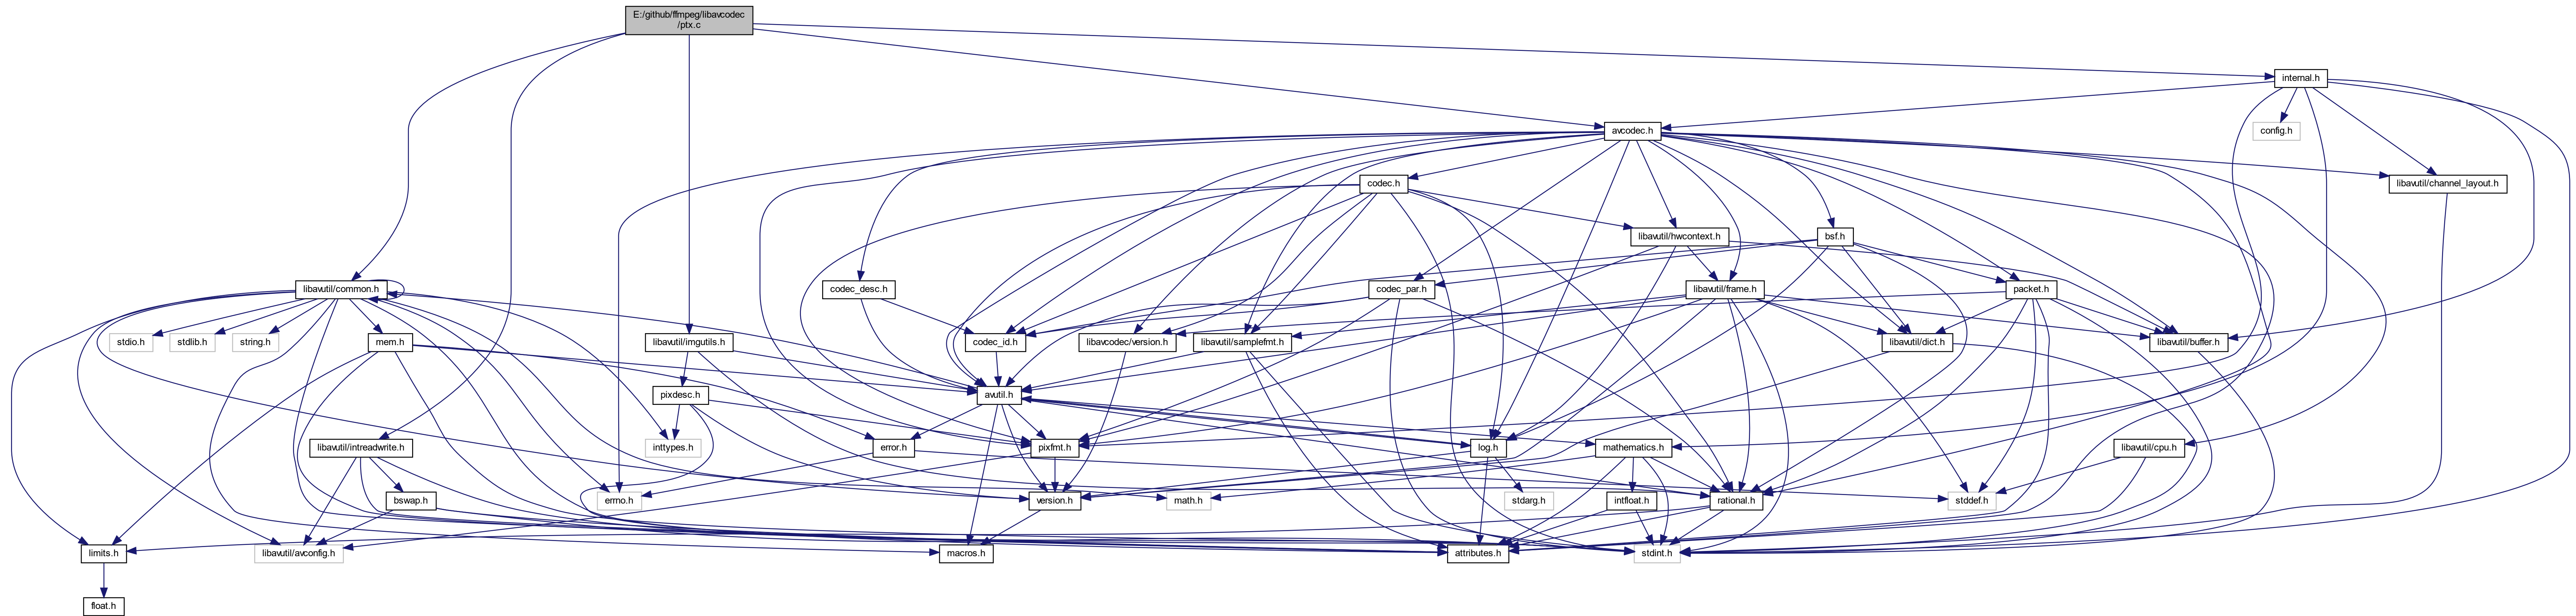 E:/github/ffmpeg/libavcodec
/ptx.c
internal.h
avcodec.h
config.h
codec.h
libavutil/channel_layout.h
libavutil/hwcontext.h
bsf.h
libavutil/common.h
codec_desc.h
codec_par.h
libavutil/frame.h
packet.h
stdio.h
stdlib.h
string.h
mem.h
libavutil/imgutils.h
codec_id.h
libavcodec/version.h
libavutil/samplefmt.h
libavutil/dict.h
libavutil/buffer.h
pixdesc.h
avutil.h
libavutil/intreadwrite.h
inttypes.h
error.h
pixfmt.h
log.h
mathematics.h
libavutil/cpu.h
bswap.h
errno.h
version.h
math.h
stdarg.h
intfloat.h
rational.h
stddef.h
limits.h
libavutil/avconfig.h
macros.h
attributes.h
stdint.h
float.h